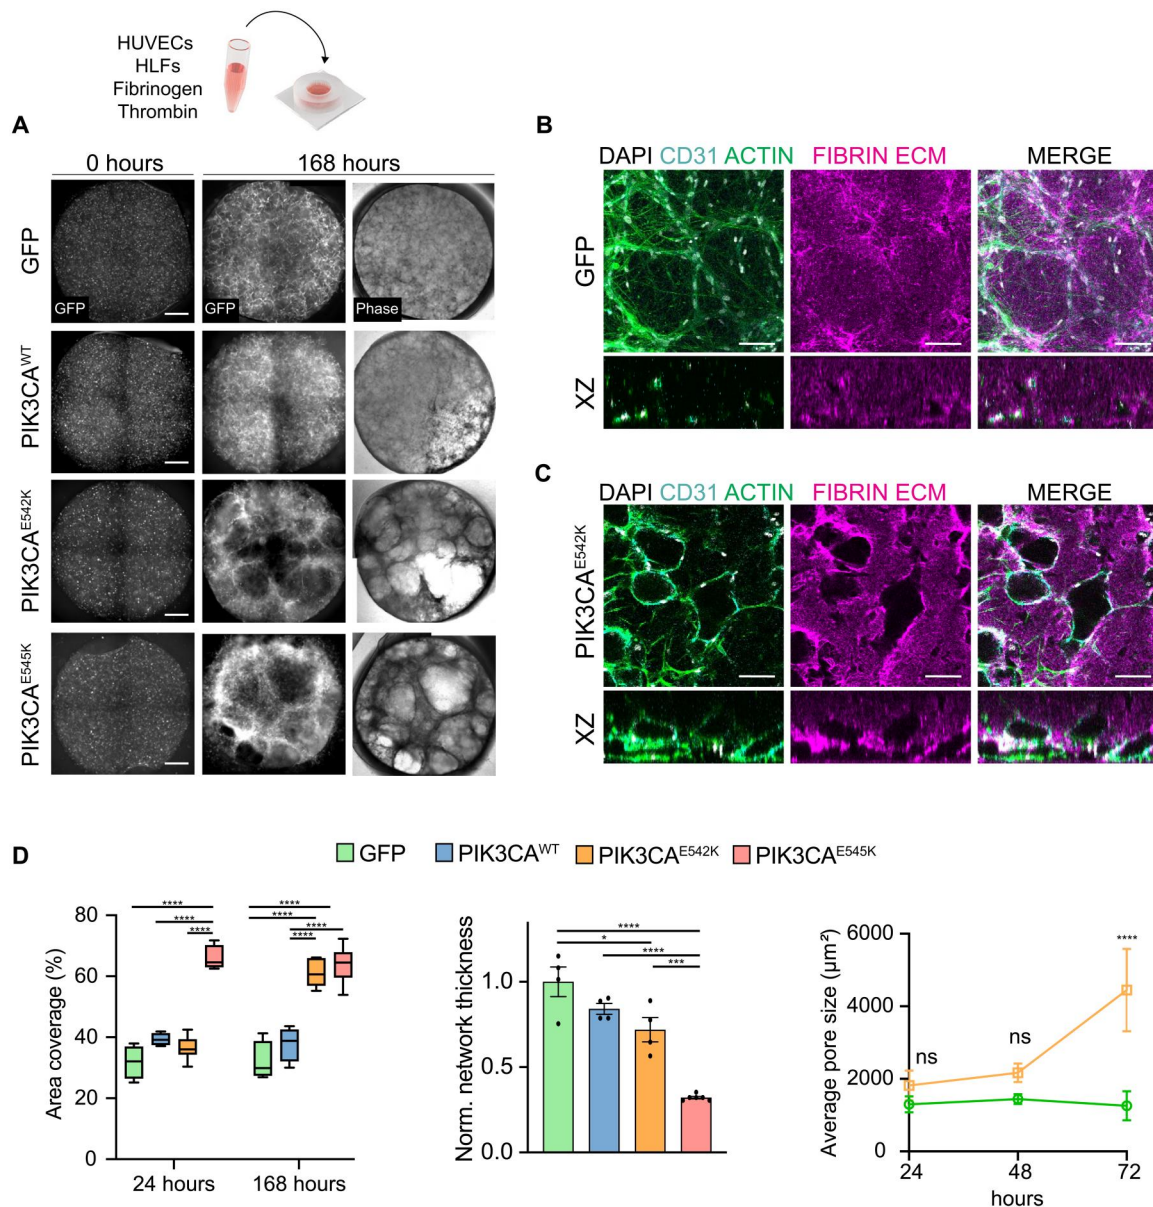 HUVECs
HLFs
Fibrinogen
Thrombin
A
0 hours 168 hours
GFP
GFP GFP Phase
PIK3CA^WT
PIK3CA^E542K
PIK3CA^E545K
B
DAPI CD31 ACTIN FIBRIN ECM MERGE
GFP
XZ
C
DAPI CD31 ACTIN FIBRIN ECM MERGE
PIK3CA^E542K
XZ
D
GFP PIK3CA^WT PIK3CA^E542K PIK3CA^E545K
Area coverage (%)
80
60
40
20
0
**** 
****
****
****
****
****
****
24 hours 168 hours
Norm. network thickness
1.0
0.5
0.0
****
*
****
***
Average pore size (µm²)
6000
4000
2000
0
ns
ns
****
24 48 72
hours